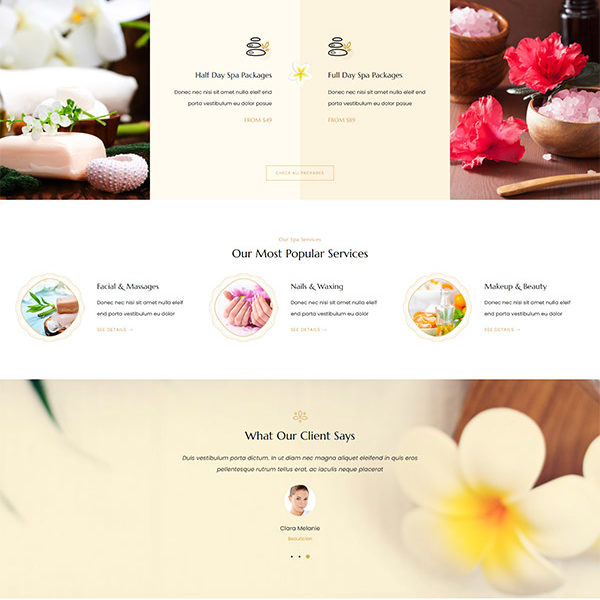 Half Day Spa Packages
Donec nec nisi sit amet nulla eleif end
porta vestibulum eu dolor posue
FROM $49
Full Day Spa Packages
Donec nec nisi sit amet nulla eleif end
porta vestibulum eu dolor posue
FROM $89
CHECK ALL PACKAGES
Our Spa Services
Our Most Popular Services
Facial & Massages
Donec nec nisi sit amet nulla eleif
end porta vestibulum dolor
SEE DETAILS →
Nails & Waxing
Donec nec nisi sit amet nulla eleif
end porta vestibulum dolor
SEE DETAILS →
Makeup & Beauty
Donec nec nisi sit amet nulla eleif
end porta vestibulum dolor
SEE DETAILS →
What Our Client Says
Duis vestibulum porta dictum. In ut diam nec magna aliquet eleifend in quis eros
pellentesque rutrum tellus erat, ac iaculis neque placerat
Clara Melanie
Beautician